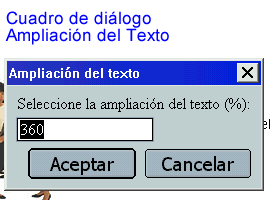 Cuadro de diálogo
Ampliación del Texto
Ampliación del texto
Seleccione la ampliación del texto (%):
360
Aceptar Cancelar